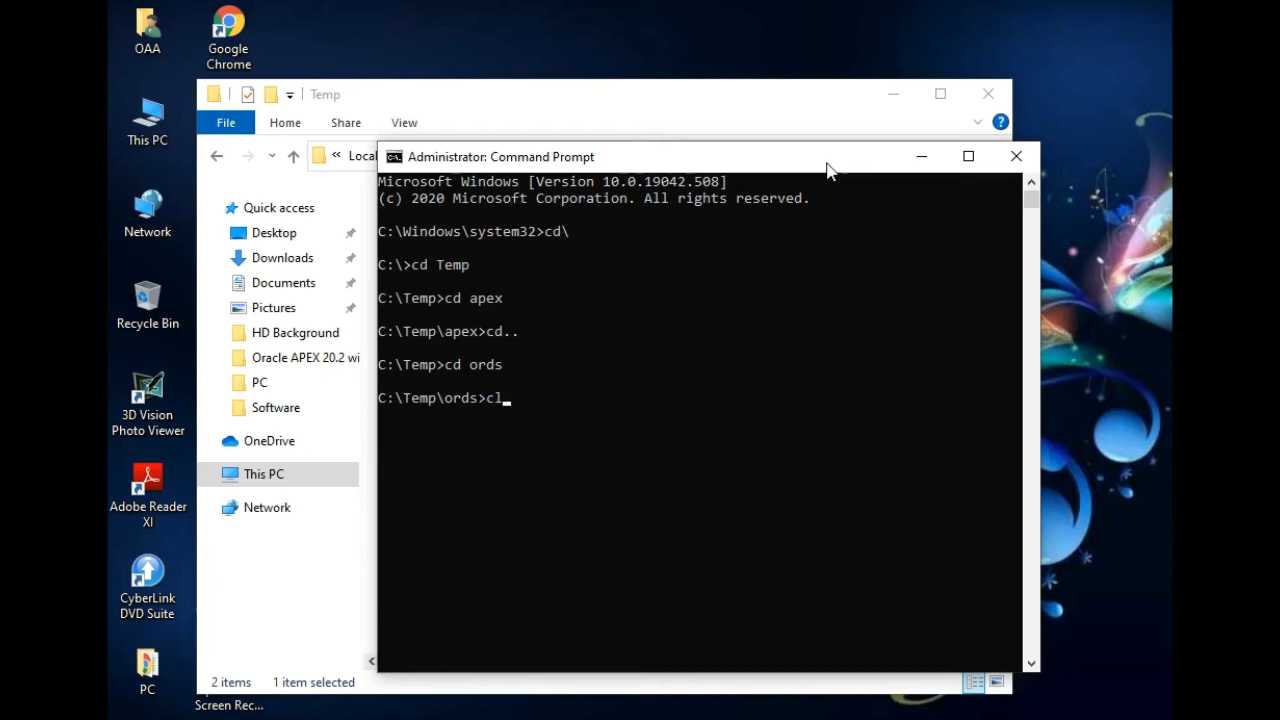 OAA
Google
Chrome
This PC
Network
Recycle Bin
3D Vision
Photo Viewer
Adobe Reader
XI
CyberLink
DVD Suite
PC
Screen Rec...
Temp
File
Home
Share
View
« Local
Quick access
Desktop
Downloads
Documents
Pictures
HD Background
Oracle APEX 20.2 wi
PC
Software
OneDrive
This PC
Network
2 items
1 item selected
Administrator: Command Prompt
Microsoft Windows [Version 10.0.19042.508]
(c) 2020 Microsoft Corporation. All rights reserved.
C:\Windows\system32>cd\
C:\>cd Temp
C:\Temp>cd apex
C:\Temp\apex>cd..
C:\Temp>cd ords
C:\Temp\ords>cl